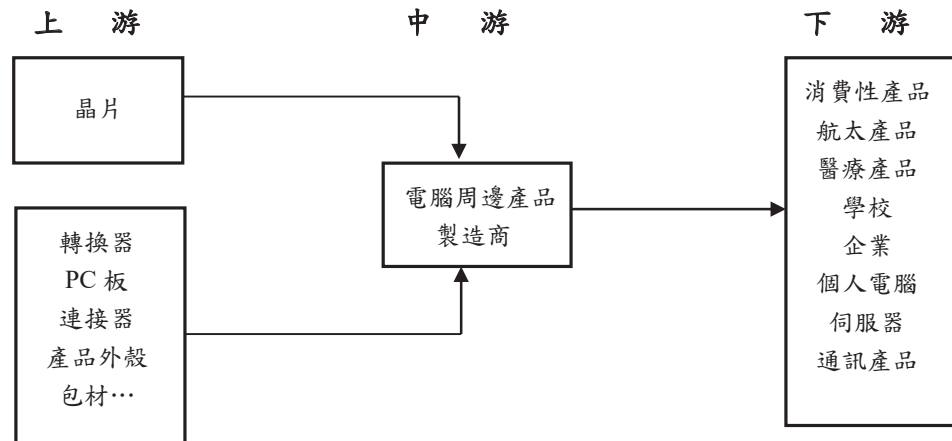 上 游
中 游
下 游
晶片
轉換器
PC 板
連接器
產品外殼
包材…
電腦周邊產品
製造商
消費性產品
航太產品
醫療產品
學校
企業
個人電腦
伺服器
通訊產品